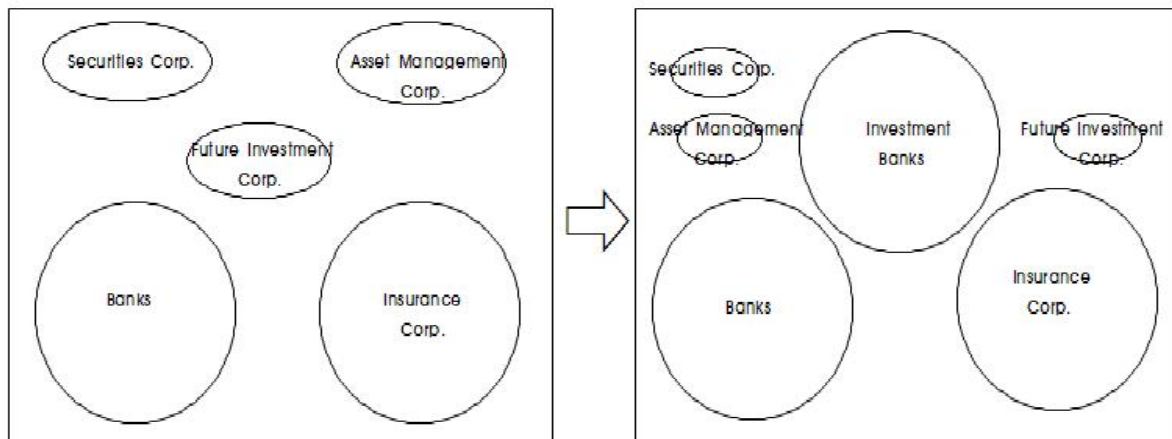 Securities Corp.
Asset Management
Corp.
Future Investment
Corp.
Banks
Insurance
Corp.
Securities Corp.
Asset Management
Corp.
Investment
Banks
Future Investment
Corp.
Banks
Insurance
Corp.